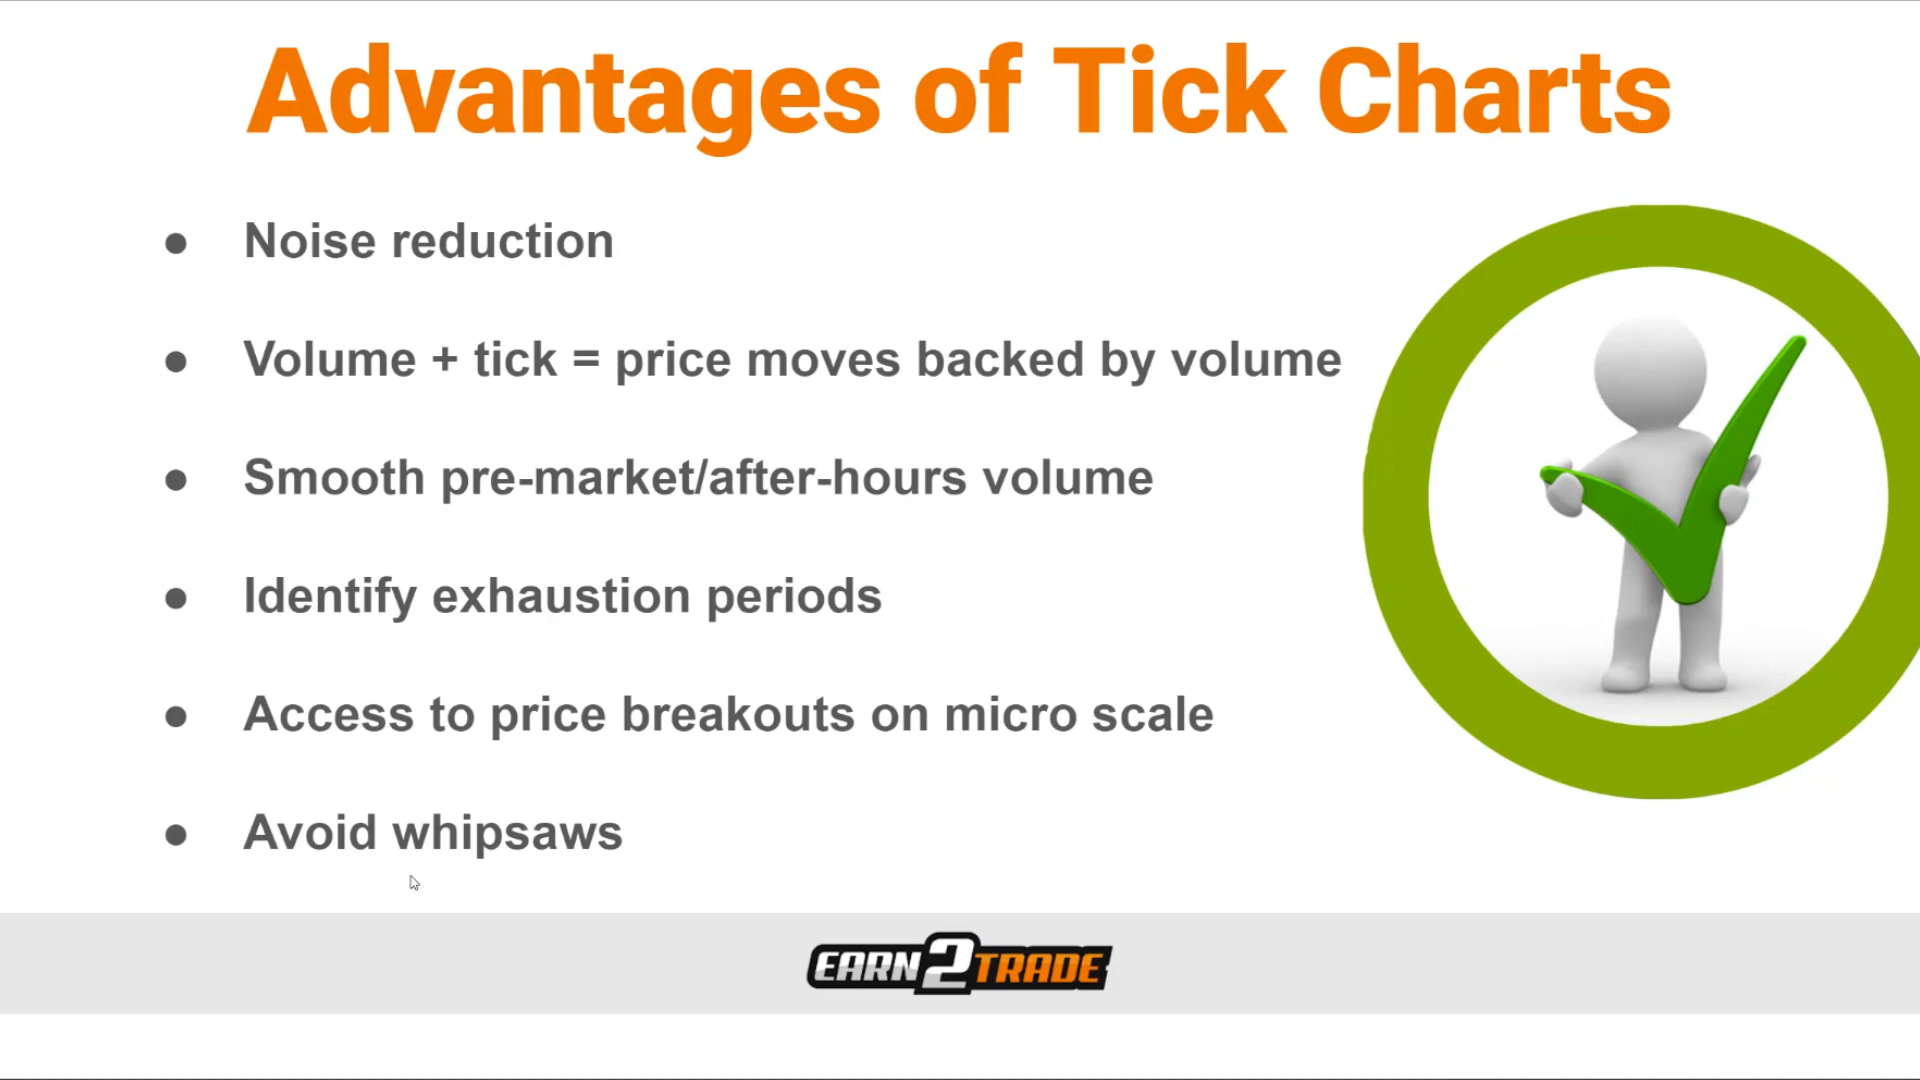 Advantages of Tick Charts
● Noise reduction
● Volume + tick = price moves backed by volume
● Smooth pre-market/after-hours volume
● Identify exhaustion periods
● Access to price breakouts on micro scale
● Avoid whipsaws
EARN2TRADE